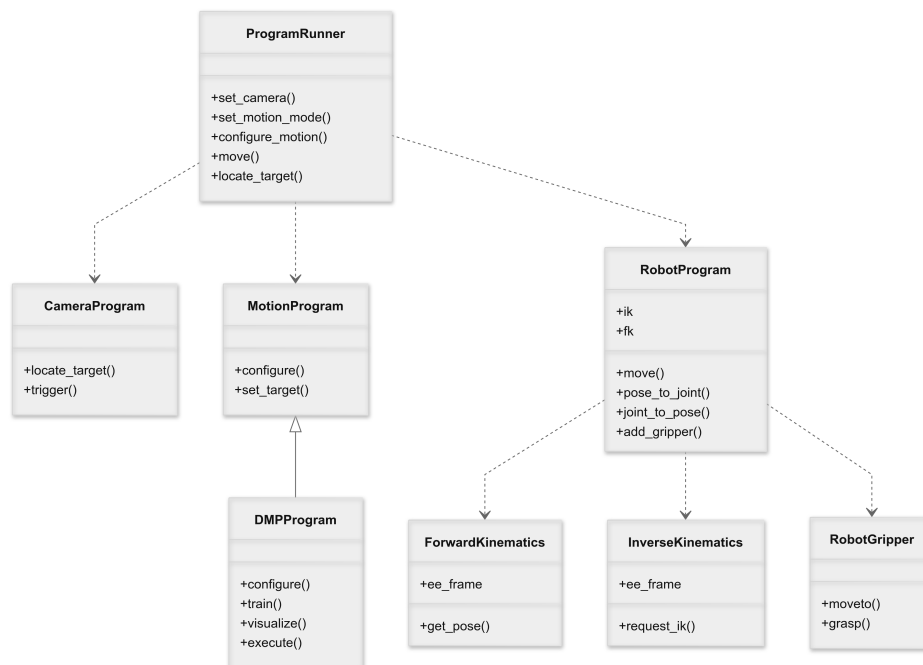 ProgramRunner
+set_camera()
+set_motion_mode()
+configure_motion()
+move()
+locate_target()
CameraProgram
+locate_target()
+trigger()
MotionProgram
+configure()
+set_target()
RobotProgram
+ik
+fk
+move()
+pose_to_joint()
+joint_to_pose()
+add_gripper()
DMPProgram
+configure()
+train()
+visualize()
+execute()
ForwardKinematics
+ee_frame
+get_pose()
InverseKinematics
+ee_frame
+request_ik()
RobotGripper
+moveto()
+grasp()